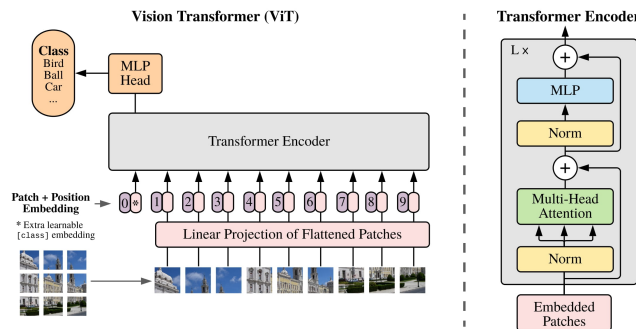 Vision Transformer (ViT)
Class
Bird
Ball
Car
...
MLP
Head
Transformer Encoder
Patch + Position
Embedding
0 * 1 2 3 4 5 6 7 8 9
* Extra learnable
[class] embedding
Linear Projection of Flattened Patches
Transformer Encoder
L ×
+
MLP
Norm
+
Multi-Head
Attention
Norm
Embedded
Patches